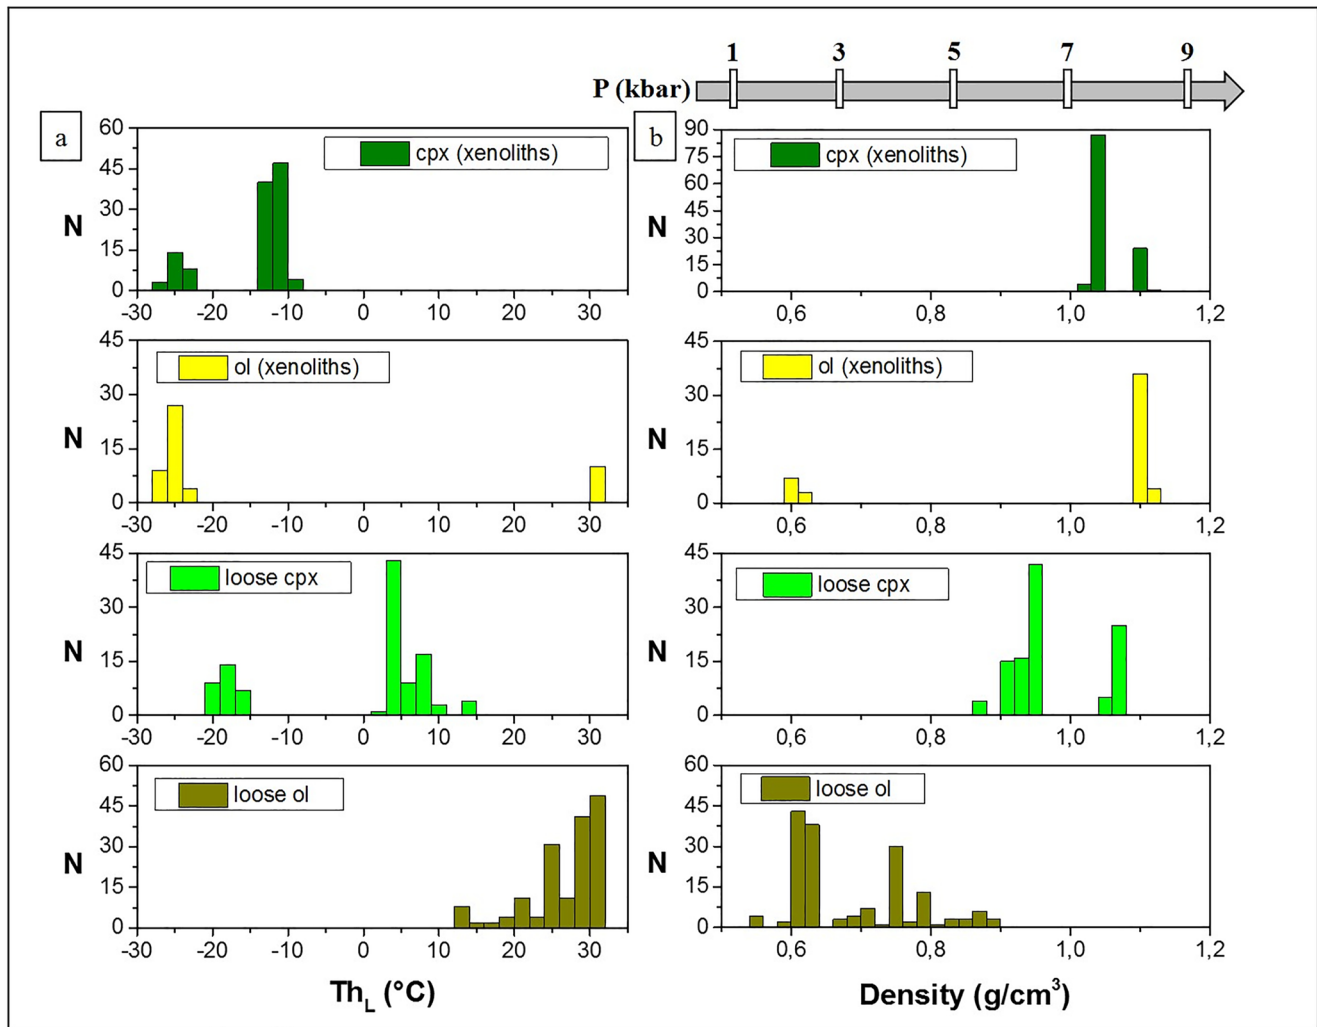 1 3 5 7 9
P (kbar)
a
b
60
45
30
15
0
N
cpx (xenoliths)
-30 -20 -10 0 10 20 30
90
75
60
45
30
15
0
N
cpx (xenoliths)
0,6 0,8 1,0 1,2
45
30
15
0
N
ol (xenoliths)
-30 -20 -10 0 10 20 30
45
30
15
0
N
ol (xenoliths)
0,6 0,8 1,0 1,2
45
30
15
0
N
loose cpx
-30 -20 -10 0 10 20 30
45
30
15
0
N
loose cpx
0,6 0,8 1,0 1,2
60
45
30
15
0
N
loose ol
-30 -20 -10 0 10 20 30
60
45
30
15
0
N
loose ol
0,6 0,8 1,0 1,2
Th_L (°C)
Density (g/cm³)